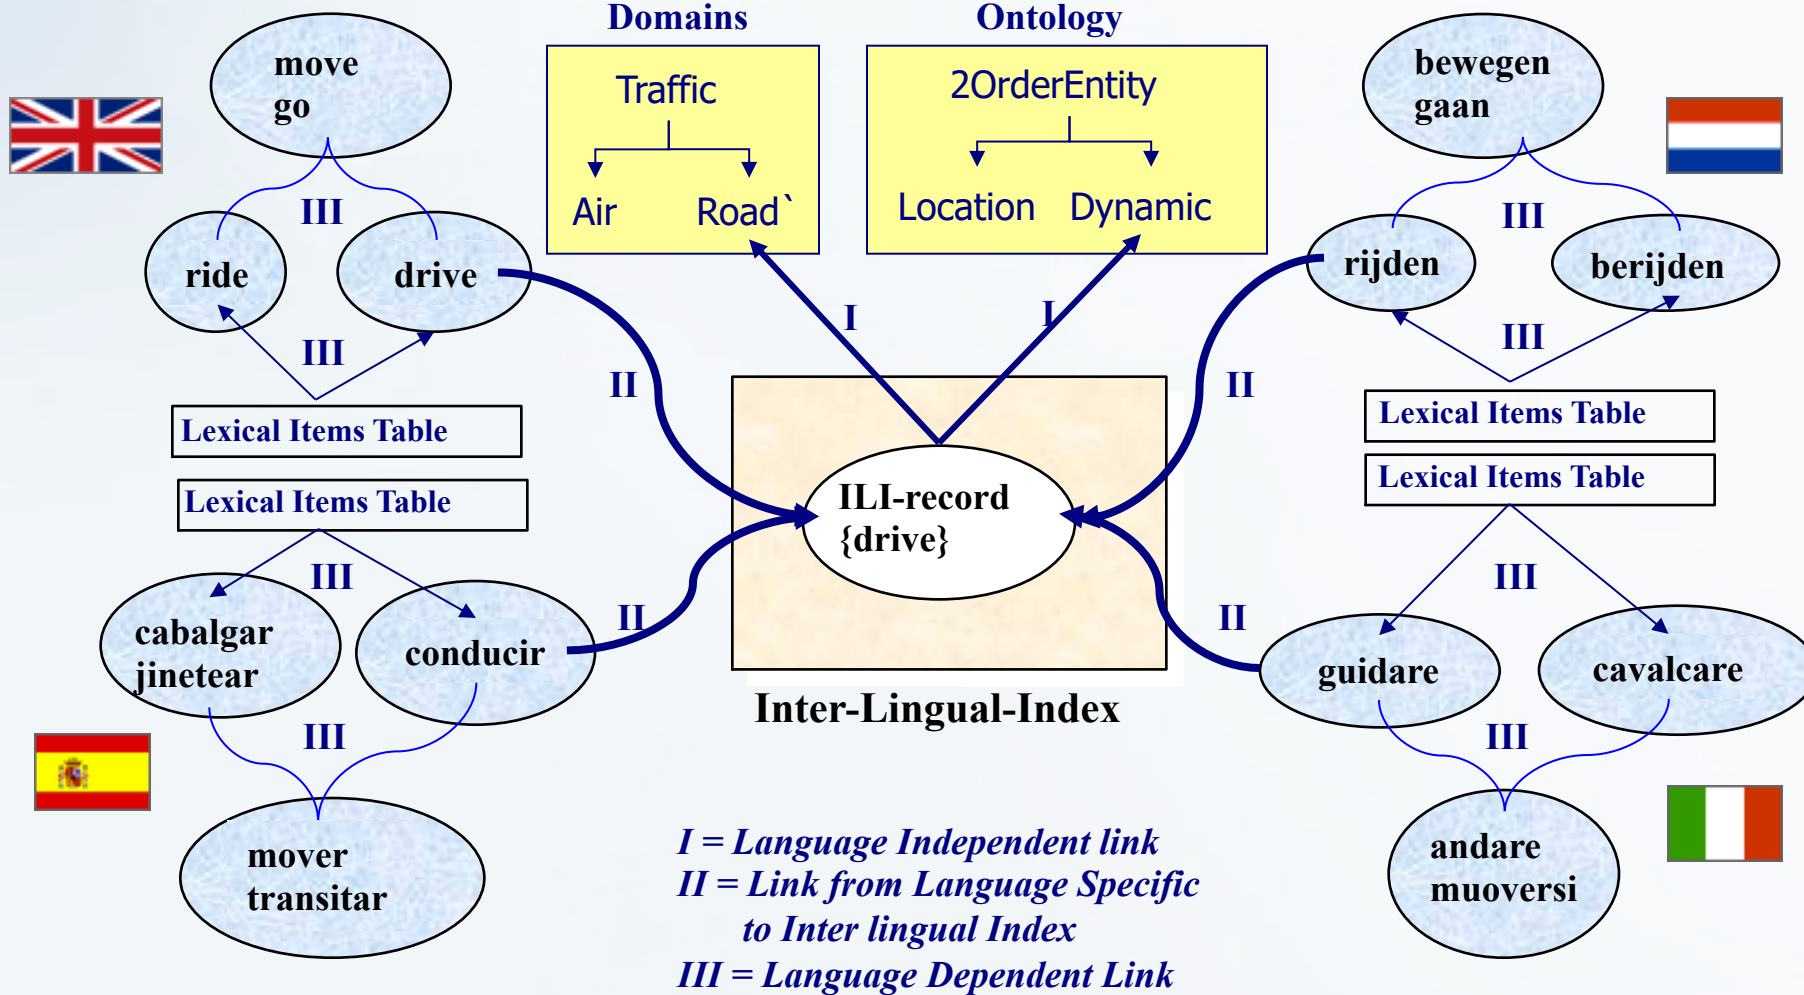 Domains
Ontology
move
go
Traffic
2OrderEntity
bewegen
gaan
III
Air
Road`
Location
Dynamic
III
ride
drive
rijden
berijden
I
I
III
III
II
II
Lexical Items Table
Lexical Items Table
Lexical Items Table
Lexical Items Table
ILI-record
{drive}
III
III
II
II
cabalgar
jinetear
conducir
guidare
cavalcare
Inter-Lingual-Index
III
III
mover
transitar
andare
muoversi
I = Language Independent link
II = Link from Language Specific
to Inter lingual Index
III = Language Dependent Link